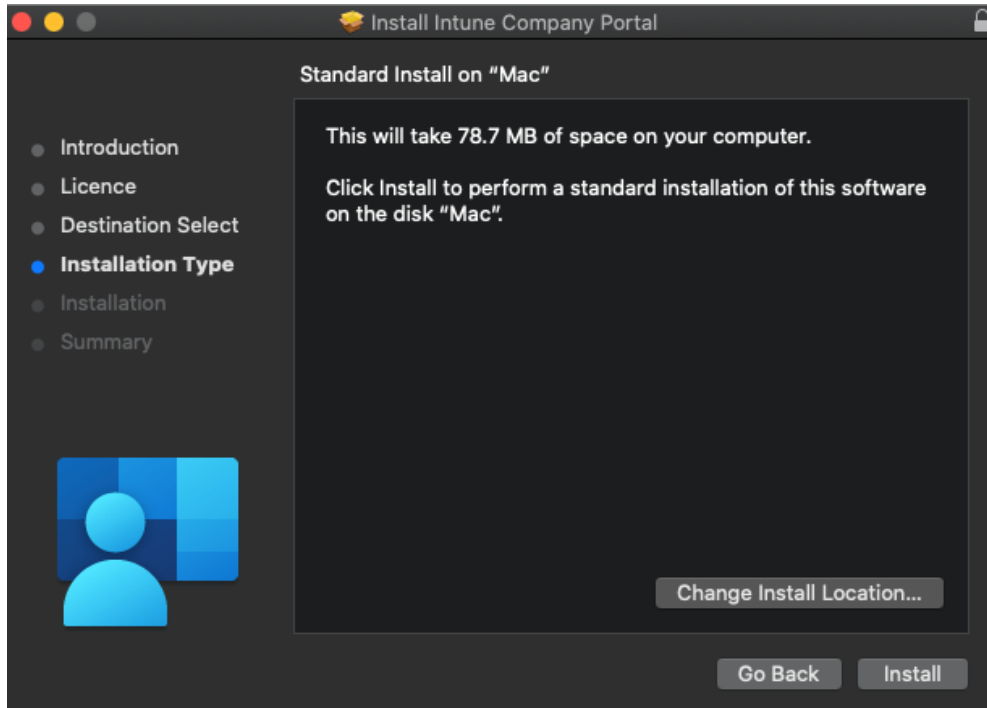 Install Intune Company Portal
Standard Install on “Mac”
Introduction
Licence
Destination Select
Installation Type
Installation
Summary
This will take 78.7 MB of space on your computer.
Click Install to perform a standard installation of this software
on the disk “Mac”.
Change Install Location...
Go Back
Install